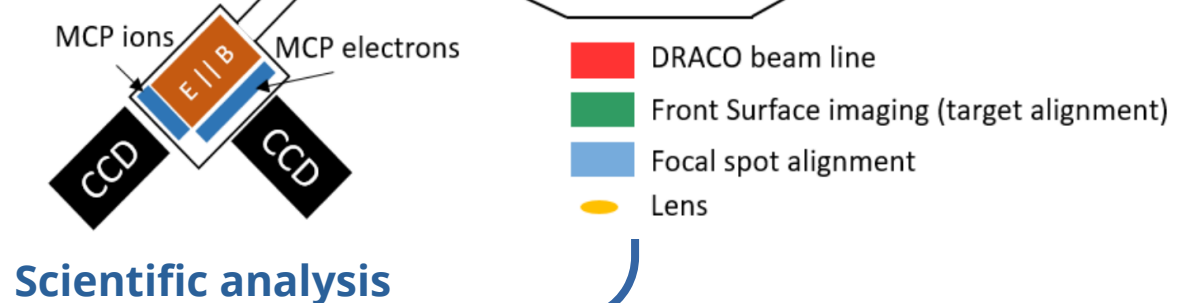 MCP ions
MCP electrons
E || B
CCD
CCD
DRACO beam line
Front Surface imaging (target alignment)
Focal spot alignment
Lens
Scientific analysis